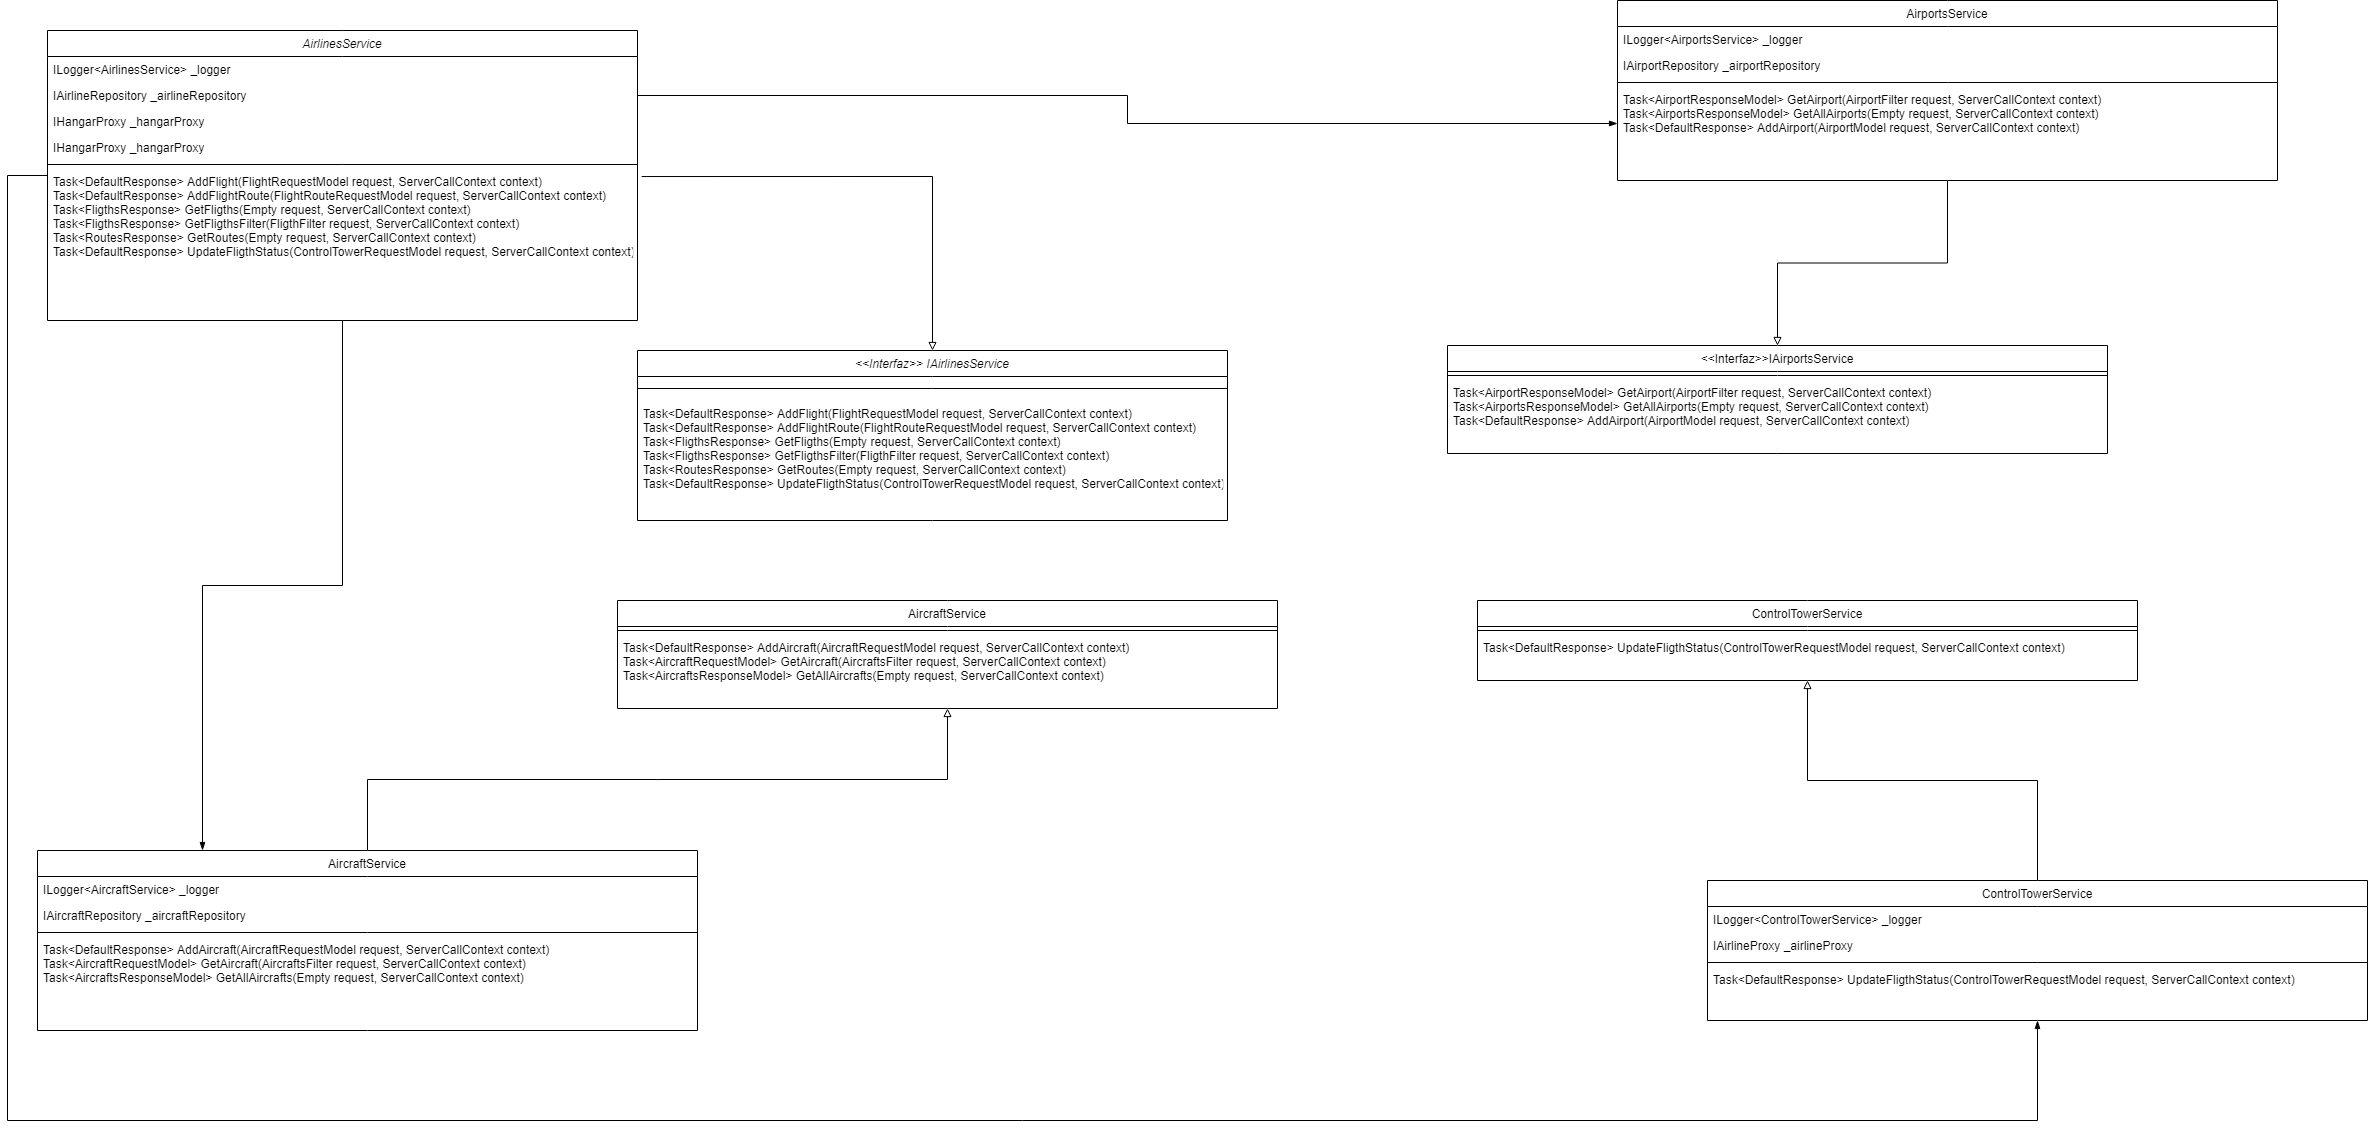 AirlinesService
ILogger<AirlinesService> _logger
IAirlineRepository _airlineRepository
IHangarProxy _hangarProxy
IHangarProxy _hangarProxy
Task<DefaultResponse> AddFlight(FlightRequestModel request, ServerCallContext context)
Task<DefaultResponse> AddFlightRoute(FlightRouteRequestModel request, ServerCallContext context)
Task<FligthsResponse> GetFligths(Empty request, ServerCallContext context)
Task<FligthsResponse> GetFligthsFilter(FligthFilter request, ServerCallContext context)
Task<RoutesResponse> GetRoutes(Empty request, ServerCallContext context)
Task<DefaultResponse> UpdateFligthStatus(ControlTowerRequestModel request, ServerCallContext context)
AirportsService
ILogger<AirportsService> _logger
IAirportRepository _airportRepository
Task<AirportResponseModel> GetAirport(AirportFilter request, ServerCallContext context)
Task<AirportsResponseModel> GetAllAirports(Empty request, ServerCallContext context)
Task<DefaultResponse> AddAirport(AirportModel request, ServerCallContext context)
<<Interfaz>> IAirlinesService
Task<DefaultResponse> AddFlight(FlightRequestModel request, ServerCallContext context)
Task<DefaultResponse> AddFlightRoute(FlightRouteRequestModel request, ServerCallContext context)
Task<FligthsResponse> GetFligths(Empty request, ServerCallContext context)
Task<FligthsResponse> GetFligthsFilter(FligthFilter request, ServerCallContext context)
Task<RoutesResponse> GetRoutes(Empty request, ServerCallContext context)
Task<DefaultResponse> UpdateFligthStatus(ControlTowerRequestModel request, ServerCallContext context)
<<Interfaz>>IAirportsService
Task<AirportResponseModel> GetAirport(AirportFilter request, ServerCallContext context)
Task<AirportsResponseModel> GetAllAirports(Empty request, ServerCallContext context)
Task<DefaultResponse> AddAirport(AirportModel request, ServerCallContext context)
AircraftService
Task<DefaultResponse> AddAircraft(AircraftRequestModel request, ServerCallContext context)
Task<AircraftRequestModel> GetAircraft(AircraftsFilter request, ServerCallContext context)
Task<AircraftsResponseModel> GetAllAircrafts(Empty request, ServerCallContext context)
ControlTowerService
Task<DefaultResponse> UpdateFligthStatus(ControlTowerRequestModel request, ServerCallContext context)
AircraftService
ILogger<AircraftService> _logger
IAircraftRepository _aircraftRepository
Task<DefaultResponse> AddAircraft(AircraftRequestModel request, ServerCallContext context)
Task<AircraftRequestModel> GetAircraft(AircraftsFilter request, ServerCallContext context)
Task<AircraftsResponseModel> GetAllAircrafts(Empty request, ServerCallContext context)
ControlTowerService
ILogger<ControlTowerService> _logger
IAirlineProxy _airlineProxy
Task<DefaultResponse> UpdateFligthStatus(ControlTowerRequestModel request, ServerCallContext context)